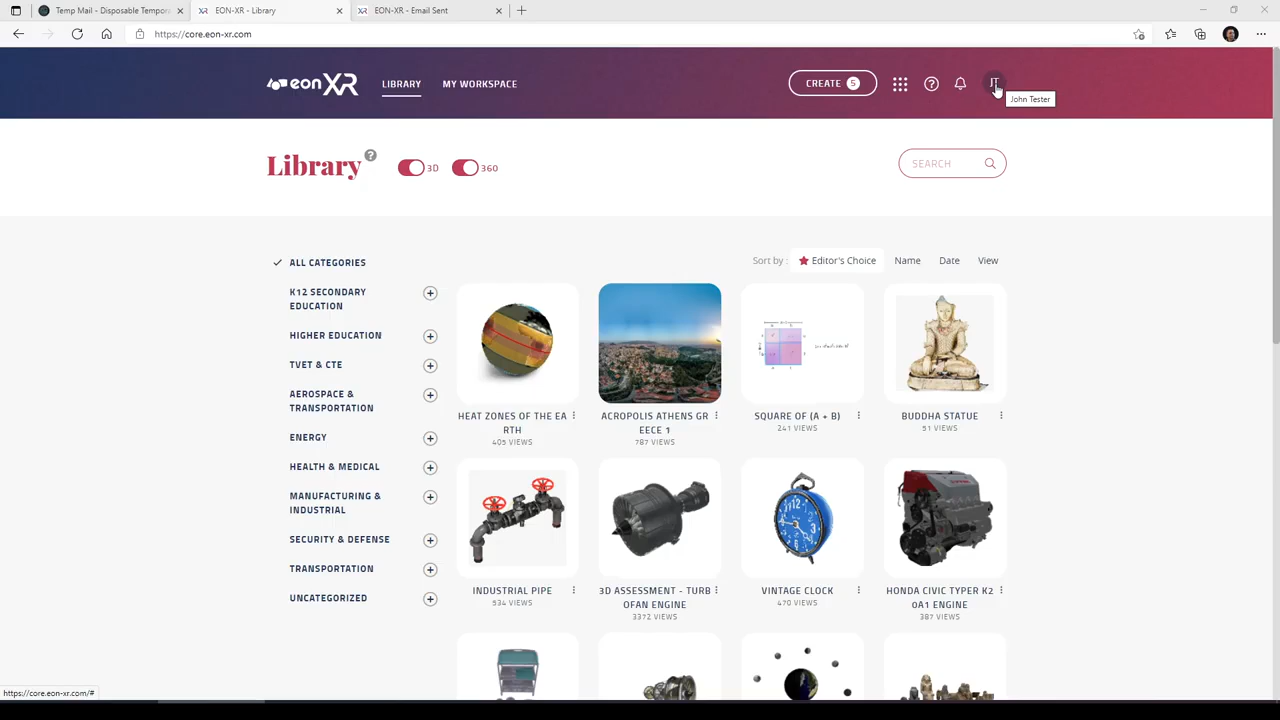 Temp Mail - Disposable Tempora
EON-XR - Library
EON-XR - Email Sent
https://core.eon-xr.com
eon XR
LIBRARY
MY WORKSPACE
CREATE 5
JT
John Tester
Library
3D
360
SEARCH
ALL CATEGORIES
K12 SECONDARY
EDUCATION
HIGHER EDUCATION
TVET & CTE
AEROSPACE &
TRANSPORTATION
ENERGY
HEALTH & MEDICAL
MANUFACTURING &
INDUSTRIAL
SECURITY & DEFENSE
TRANSPORTATION
UNCATEGORIZED
Sort by : Editor's Choice Name Date View
HEAT ZONES OF THE EA
RTH
405 VIEWS
ACROPOLIS ATHENS GR
EECE 1
787 VIEWS
SQUARE OF (A + B)
241 VIEWS
BUDDHA STATUE
51 VIEWS
INDUSTRIAL PIPE
534 VIEWS
3D ASSESSMENT - TURB
OFAN ENGINE
3372 VIEWS
VINTAGE CLOCK
470 VIEWS
HONDA CIVIC TYPER K2
0A1 ENGINE
387 VIEWS
https://core.eon-xr.com/#